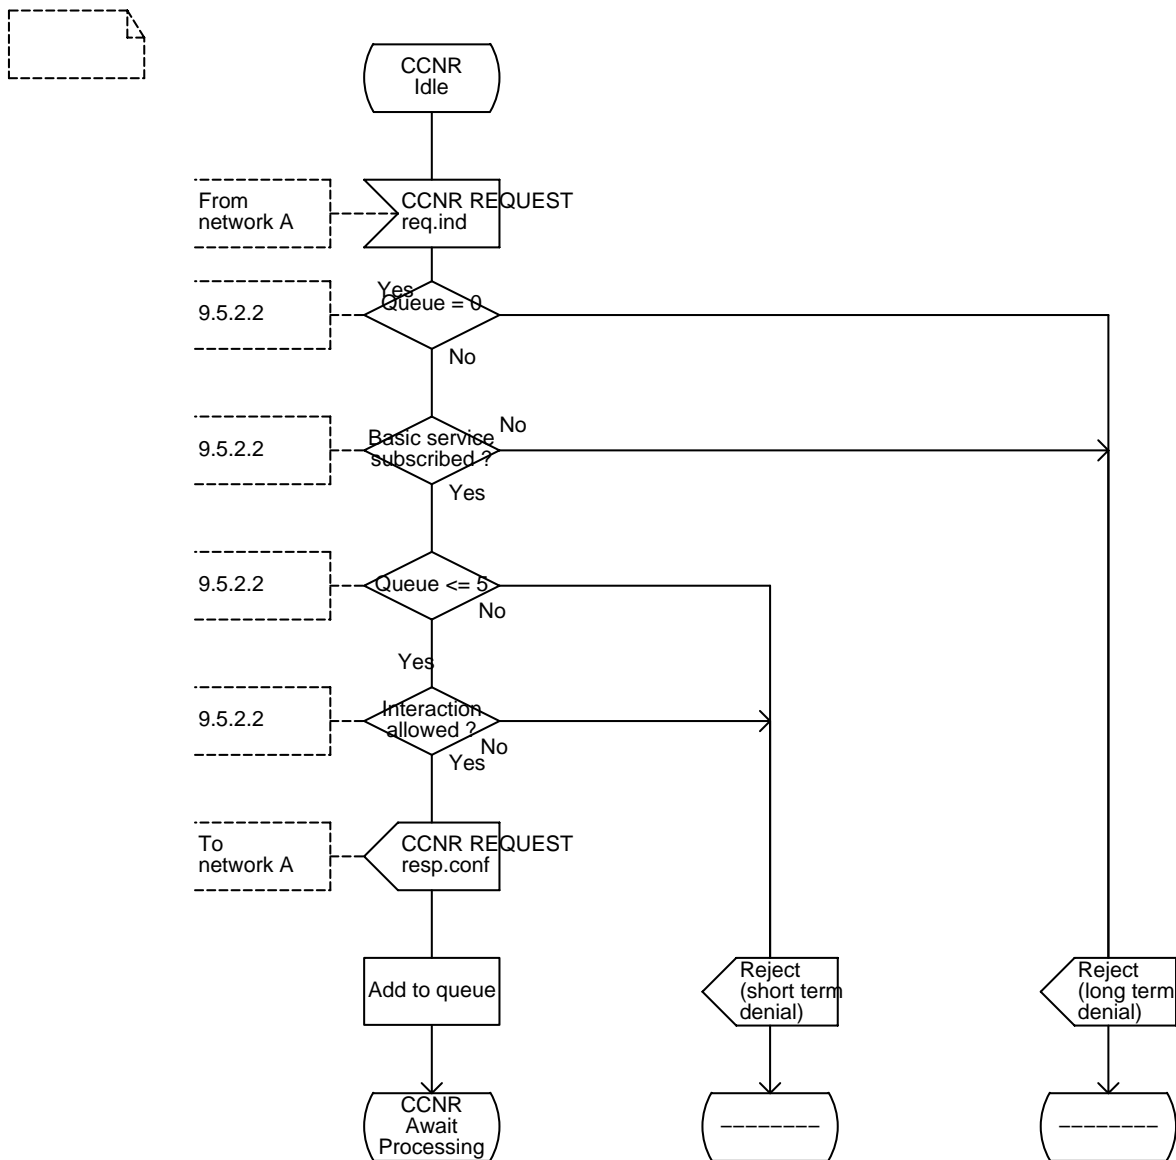 CCNR
Idle
From
network A
CCNR REQUEST
req.ind
Yes
9.5.2.2
Queue = 0
No
9.5.2.2
Basic service
subscribed ?
No
Yes
9.5.2.2
Queue <= 5
No
Yes
9.5.2.2
Interaction
allowed ?
No
Yes
To
network A
CCNR REQUEST
resp.conf
Add to queue
Reject
(short term
denial)
Reject
(long term
denial)
CCNR
Await
Processing